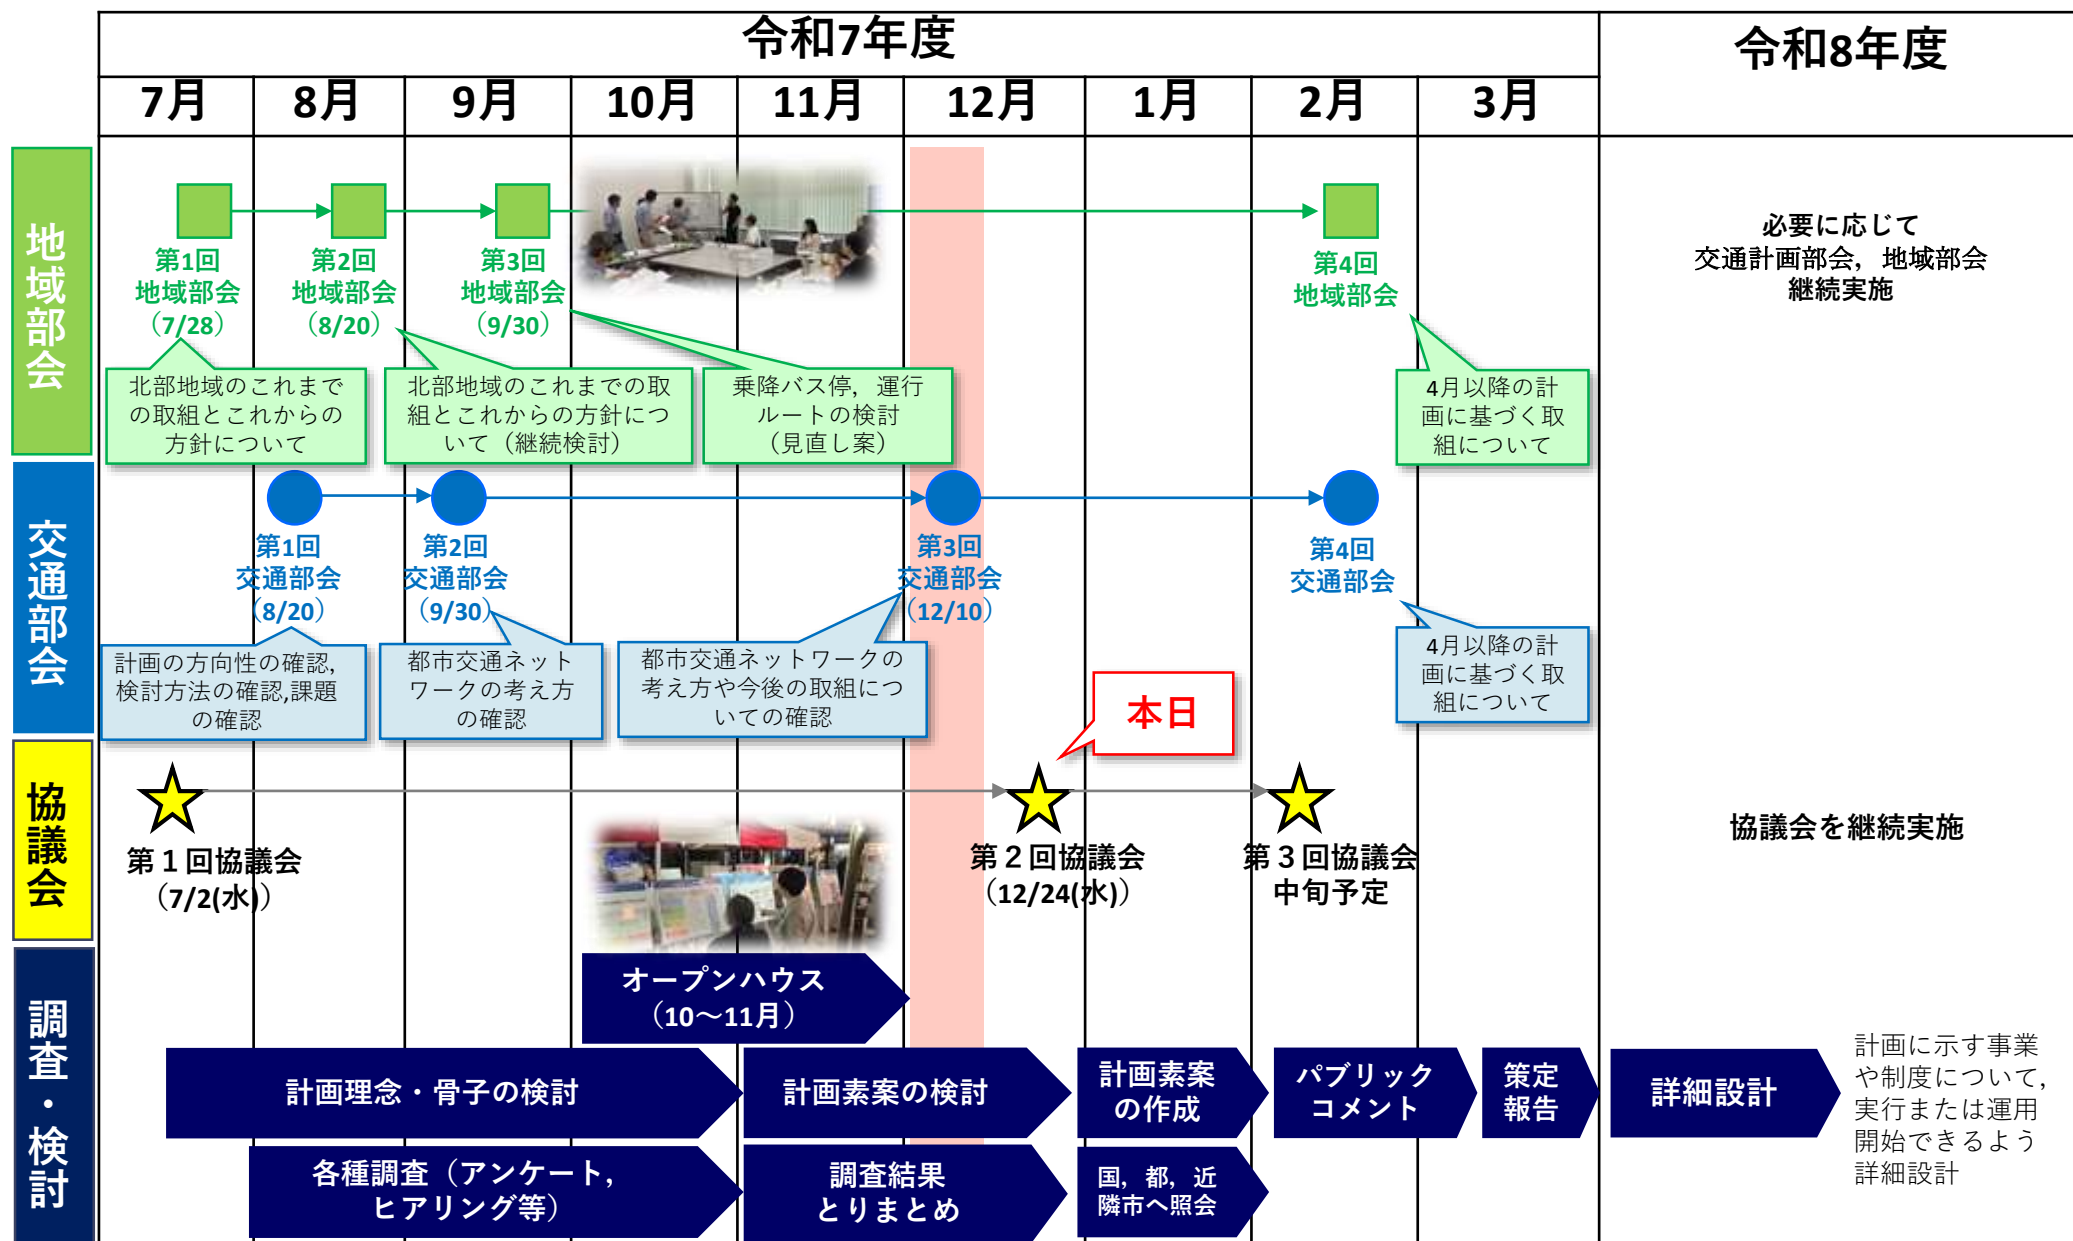 令和7年度
令和8年度
7月
8月
9月
10月
11月
12月
1月
2月
3月
地域部会
第1回
地域部会
（7/28）
第2回
地域部会
（8/20）
第3回
地域部会
（9/30）
第4回
地域部会
必要に応じて
交通計画部会，地域部会
継続実施
北部地域のこれまで
の取組とこれからの
方針について
北部地域のこれまでの取
組とこれからの方針につ
いて（継続検討）
乗降バス停，運行
ルートの検討
（見直し案）
4月以降の計
画に基づく取
組について
交通部会
第1回
交通部会
（8/20）
第2回
交通部会
（9/30）
第3回
交通部会
（12/10）
第4回
交通部会
計画の方向性の確認,
検討方法の確認,課題
の確認
都市交通ネット
ワークの考え方
の確認
都市交通ネットワークの
考え方や今後の取組につ
いての確認
4月以降の計
画に基づく取
組について
本日
協議会
第１回協議会
（7/2(水)）
第２回協議会
（12/24(水)）
第３回協議会
中旬予定
協議会を継続実施
調査・検討
オープンハウス
（10～11月）
計画理念・骨子の検討
計画素案の検討
計画素案
の作成
パブリック
コメント
策定
報告
詳細設計
計画に示す事業
や制度について,
実行または運用
開始できるよう
詳細設計
各種調査（アンケート,
ヒアリング等）
調査結果
とりまとめ
国，都，近
隣市へ照会